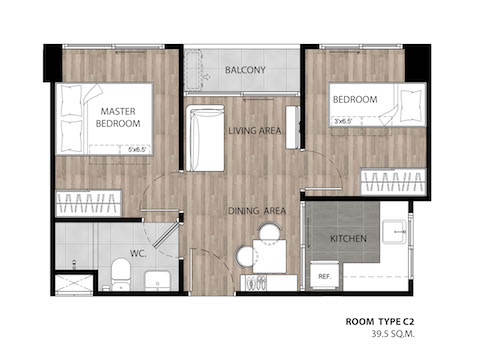 BALCONY
MASTER
BEDROOM
BEDROOM
5'x6.5'
3'x6.5'
LIVING AREA
DINING AREA
KITCHEN
WC.
REF.
ROOM TYPE C2
39.5 SQ.M.